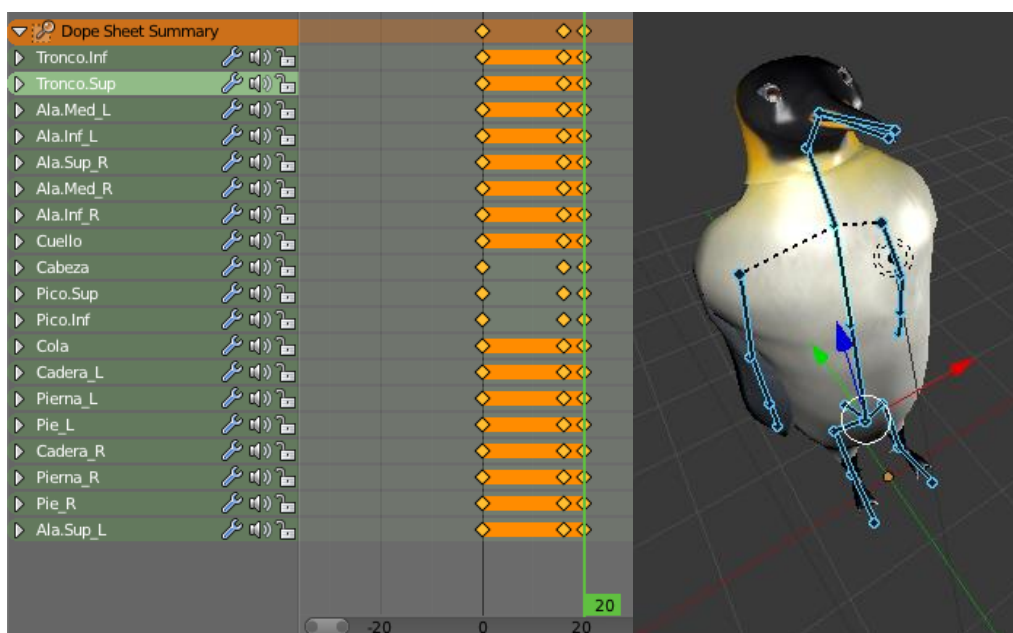 Dope Sheet Summary
Tronco.Inf
Tronco.Sup
Ala.Med_L
Ala.Inf_L
Ala.Sup_R
Ala.Med_R
Ala.Inf_R
Cuello
Cabeza
Pico.Sup
Pico.Inf
Cola
Cadera_L
Pierna_L
Pie_L
Cadera_R
Pierna_R
Pie_R
Ala.Sup_L
20
-20 0 20